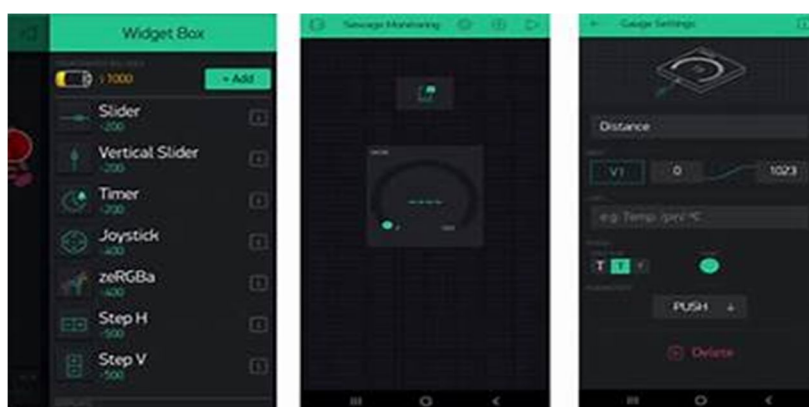 Widget Box
1000
+ Add
Slider
-200
Vertical Slider
-200
Timer
-200
Joystick
-400
zeRGBa
-400
Step H
-500
Step V
-500
Sewage Monitoring
----
Gauge Settings
Distance
V1 0 1023
e.g. Temp, /pin/ °C
T T T
PUSH
Delete